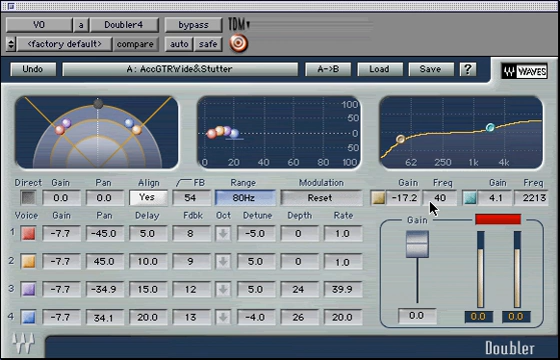 VO a Doubler4 bypass TDM
<factory default> compare auto safe
Undo A: AccGTRWide&Stutter A->B Load Save ? WAVES
100
50
0
50
100
0 20 40 60 80 100
62 250 1k 4k
Direct Gain Pan Align FB Range Modulation Gain Freq Gain Freq
0.0 0.0 Yes 54 80Hz Reset -17.2 40 4.1 2213
Voice Gain Pan Delay Fdbk Oct Detune Depth Rate Gain
1 -7.7 -45.0 5.0 8 -5.0 0 1.0
2 -7.7 45.0 10.0 9 5.0 0 1.0
3 -7.7 -34.9 15.0 12 5.0 24 39.9
4 -7.7 34.1 20.0 13 -4.0 26 20.0
0.0 0.0 0.0
Doubler